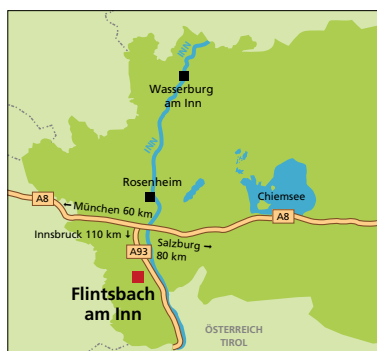 INN
Wasserburg
am Inn
INN
Rosenheim
Chiemsee
A8
← München 60 km
A8
Innsbruck 110 km ↓
Salzburg →
80 km
A93
Flintsbach
am Inn
ÖSTERREICH
TIROL